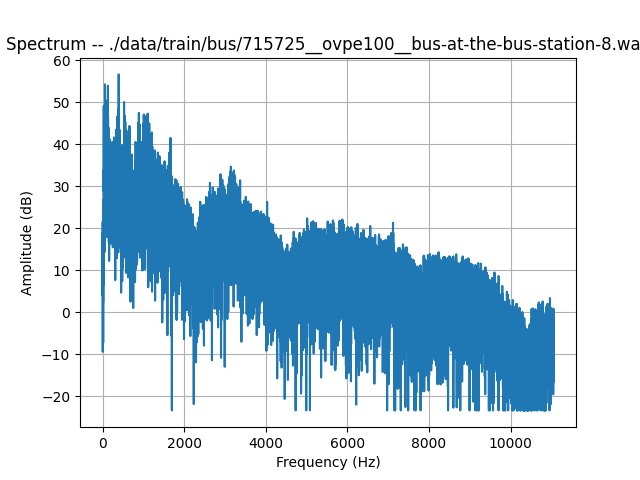 Spectrum -- ./data/train/bus/715725__ovpe100__bus-at-the-bus-station-8.wa
60
50
40
30
20
10
0
−10
−20
Amplitude (dB)
0 2000 4000 6000 8000 10000
Frequency (Hz)